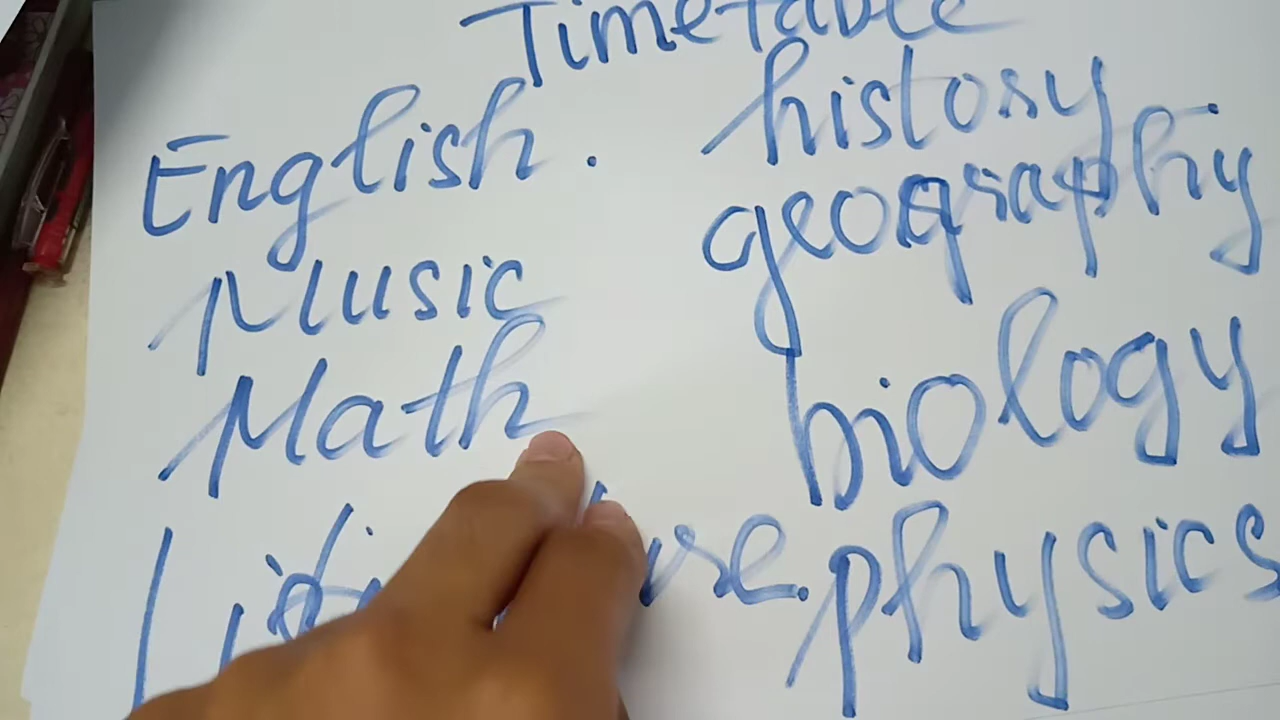 Timetable
English.
Music
Math
history
geography
biology
physics